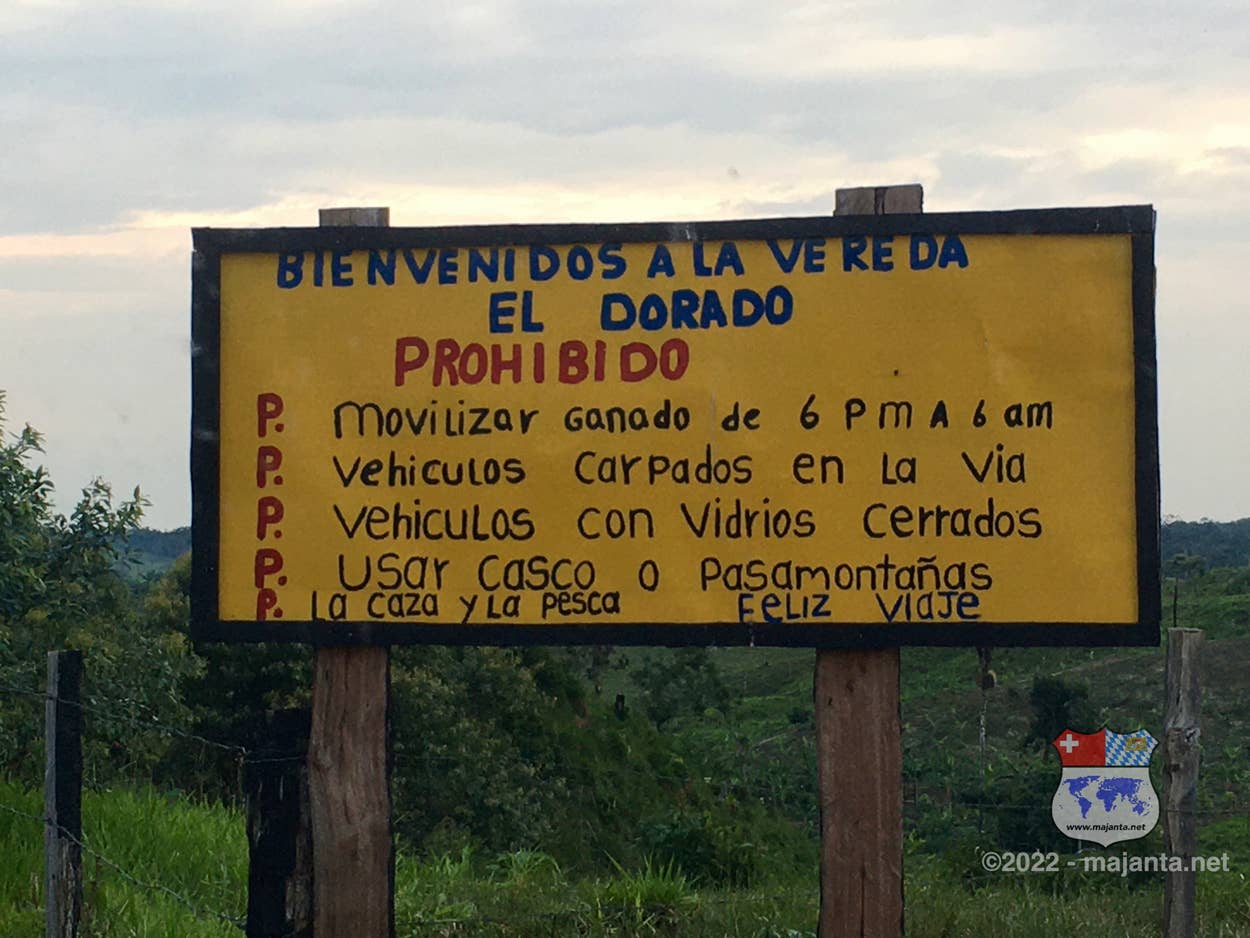 BIENVENIDOS A LA VEREDA
EL DORADO
PROHIBIDO
P. MOVILIZAR GANADO de 6 PM A 6 am
P. VehicuLos CarPados en La Via
P. VehicuLos con Vidrios Cerrados
P. USar Casco o Pasamontañas
P. La caza y La Pesca FeLiZ ViaJe
www.majanta.net
©2022 - majanta.net